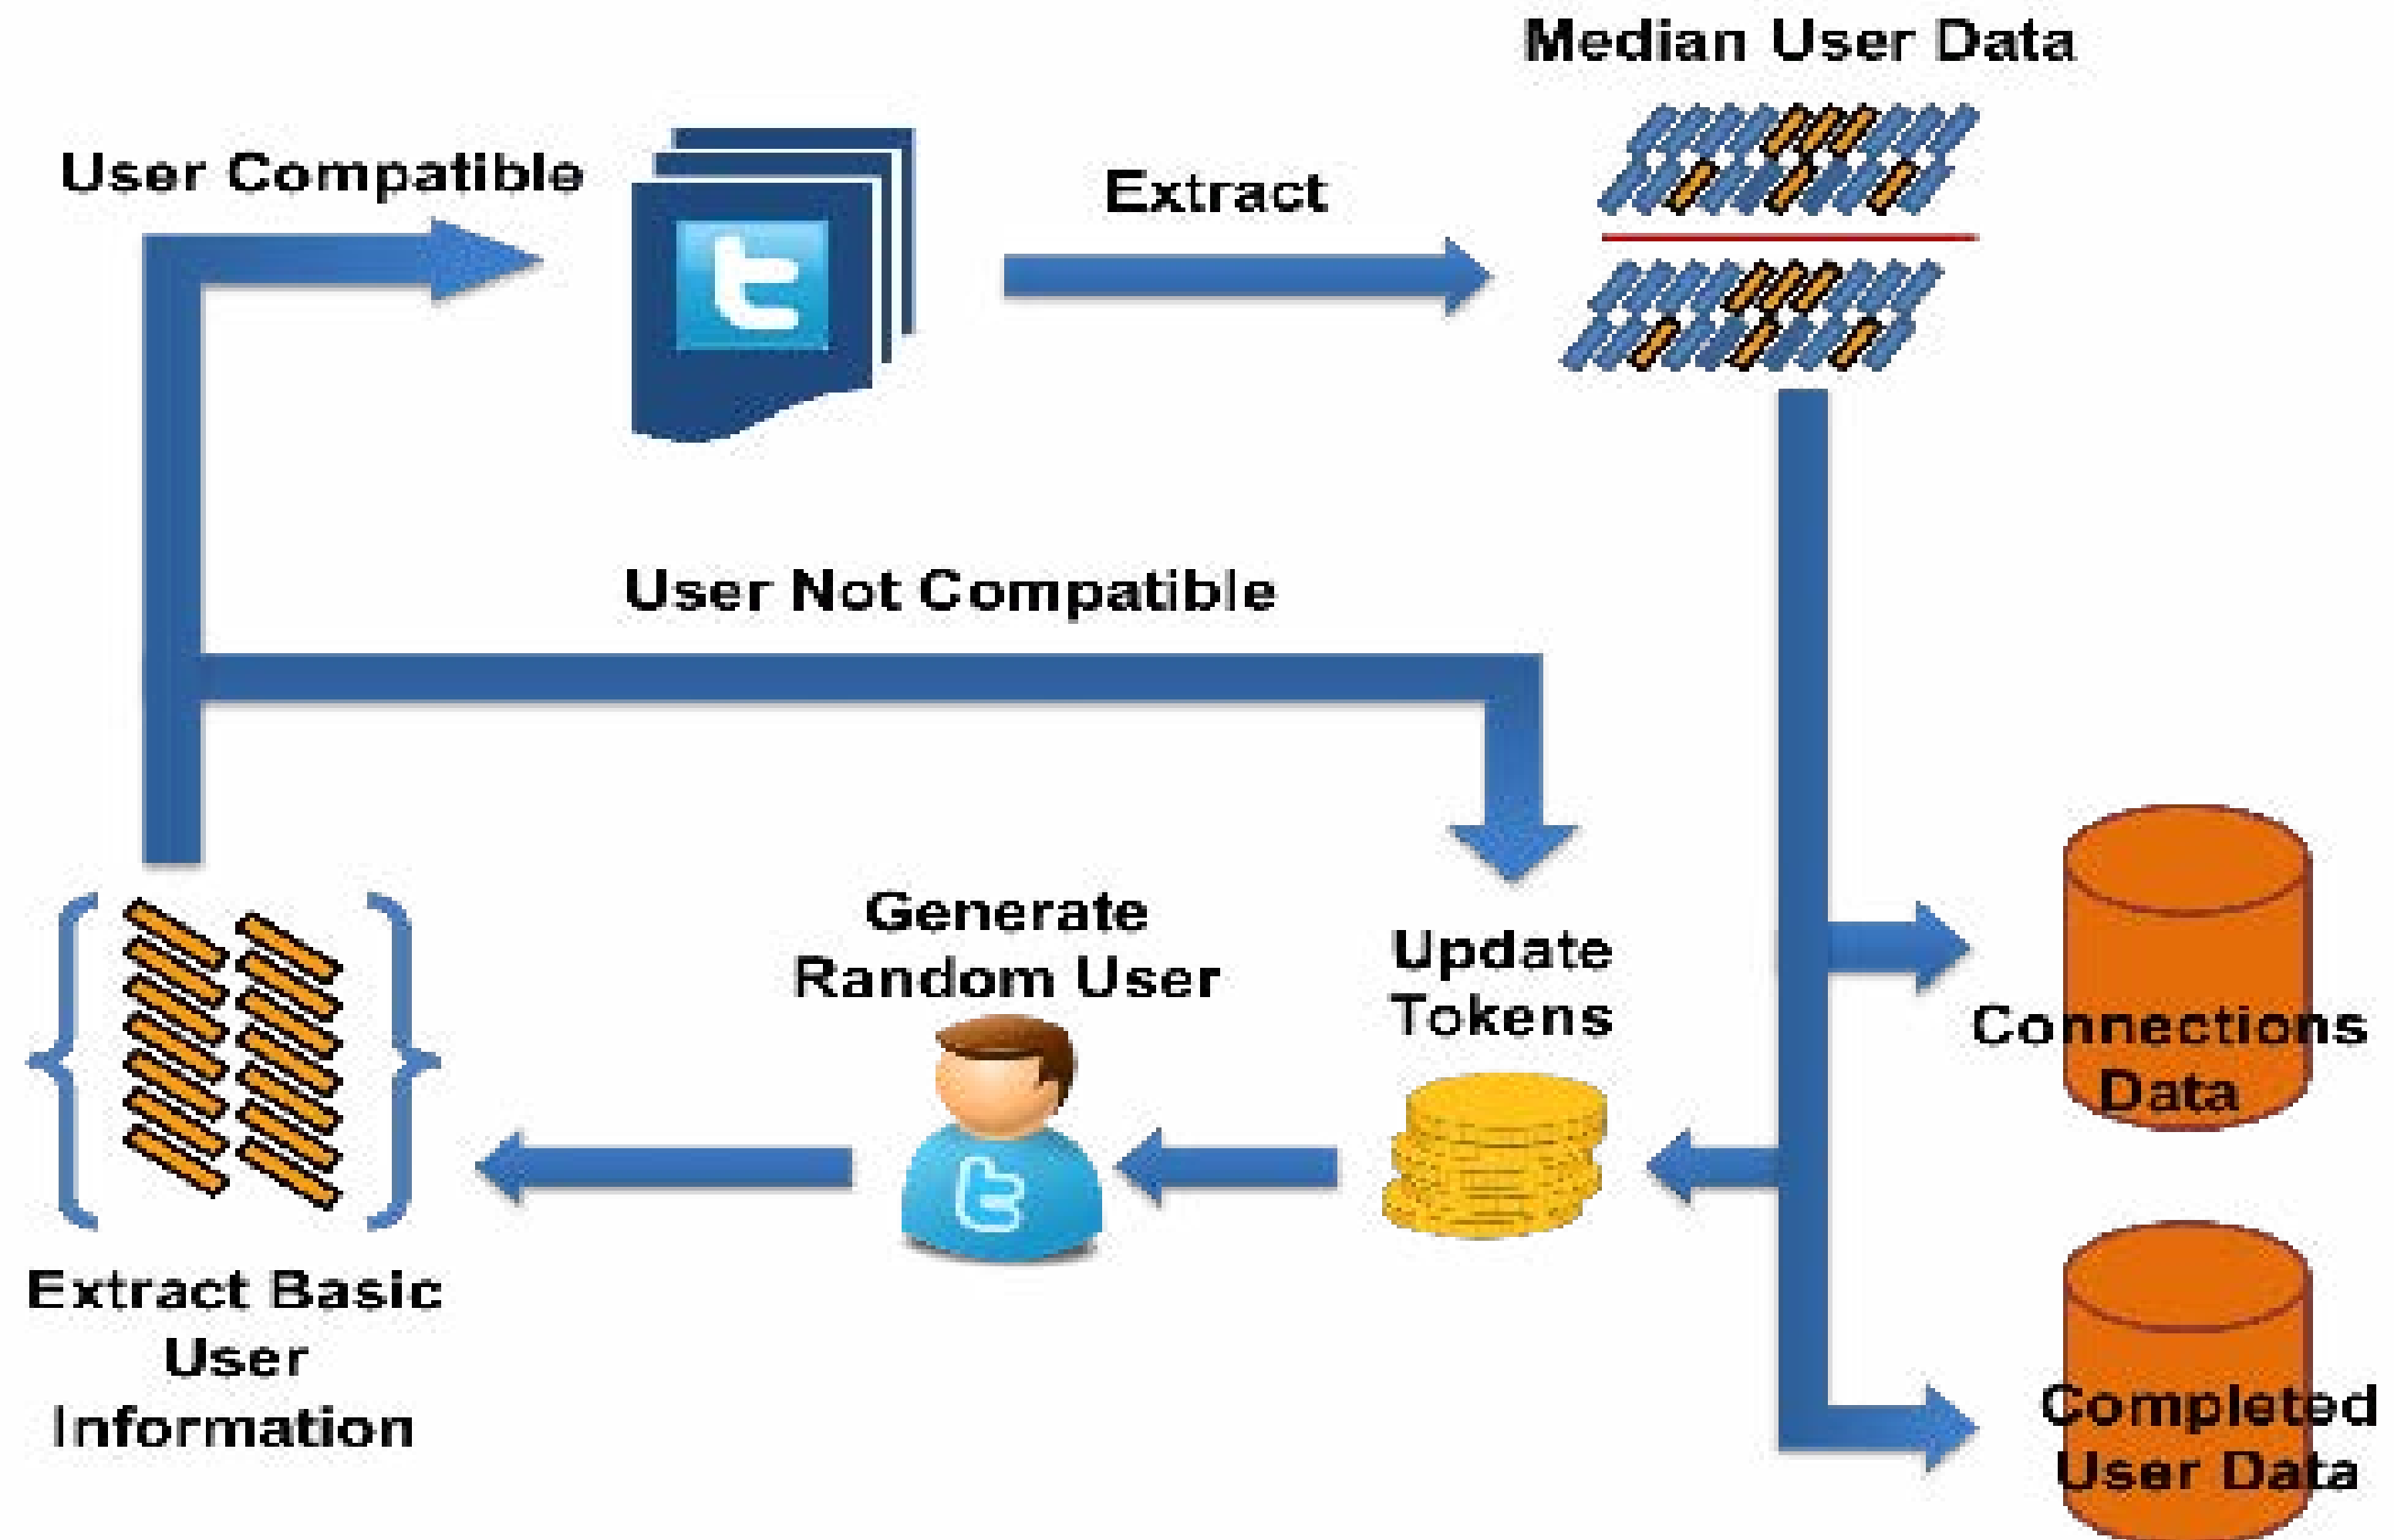 Median User Data
User Compatible
Extract
User Not Compatible
Generate
Random User
Update
Tokens
Connections
Data
Extract Basic
User
Information
Completed
User Data